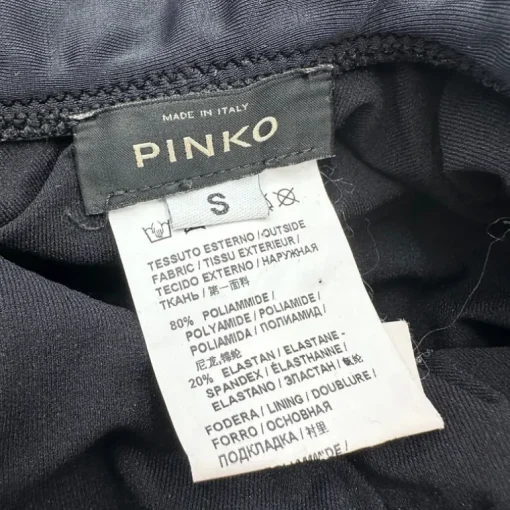 MADE IN ITALY
PINKO
S
TESSUTO ESTERNO / OUTSIDE
FABRIC / TISSU EXTERIEUR /
TECIDO EXTERNO / НАРУЖНАЯ
ТКАНЬ / 第一面料
80% POLIAMMIDE /
POLYAMIDE / POLIAMIDE /
POLIAMIDA / ПОЛИАМИД /
尼龙,锦纶
20% ELASTAN / ELASTANE -
SPANDEX / ÉLASTHANNE /
ELASTANO / ЭЛАСТАН / 氨纶
FODERA / LINING / DOUBLURE /
FORRO / ОСНОВНАЯ
ПОДКЛАДКА / 衬里